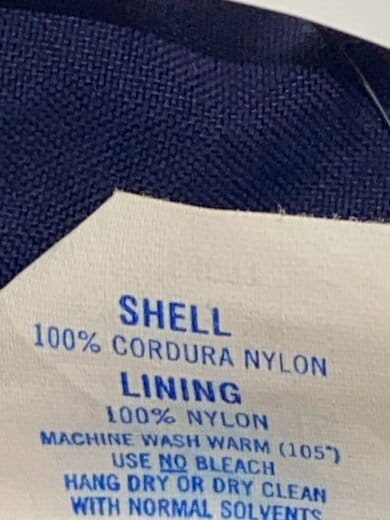 SHELL
100% CORDURA NYLON
LINING
100% NYLON
MACHINE WASH WARM (105°)
USE NO BLEACH
HANG DRY OR DRY CLEAN
WITH NORMAL SOLVENTS